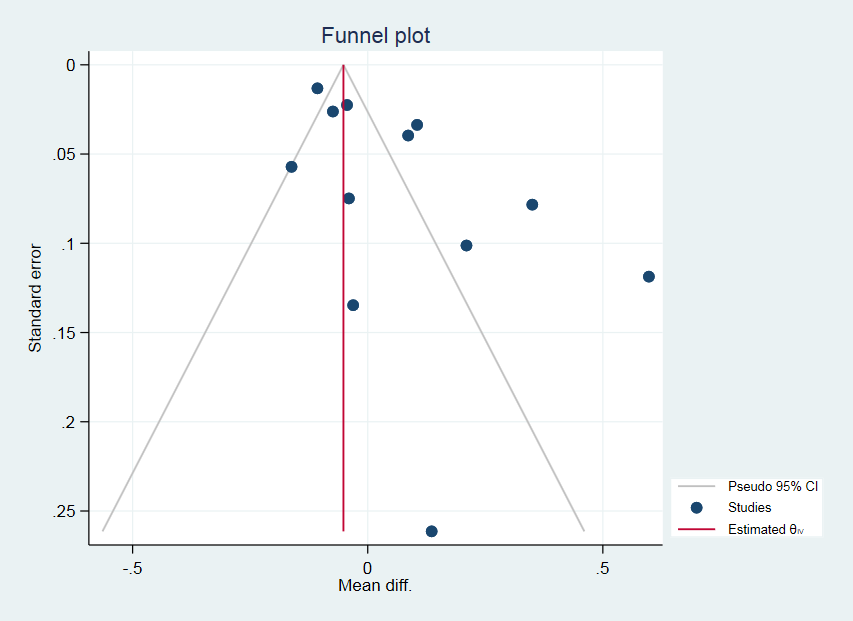 Funnel plot
0
.05
.1
.15
.2
.25
Standard error
-.5
0
.5
Mean diff.
Pseudo 95% CI
Studies
Estimated θIV